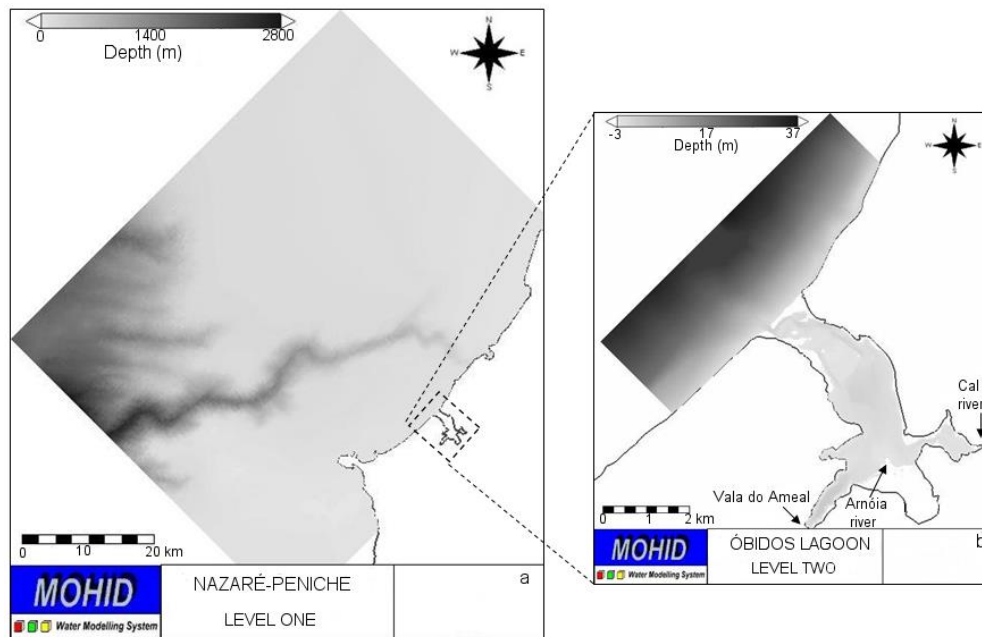 0 1400 2800
Depth (m)
N
W E
S
0 10 20 km
MOHID
Water Modelling System
NAZARÉ-PENICHE
LEVEL ONE
a
-3 17 37
Depth (m)
N
W E
S
Cal
river
Vala do Ameal
Arnóia
river
0 1 2 km
MOHID
Water Modelling System
ÓBIDOS LAGOON
LEVEL TWO
b